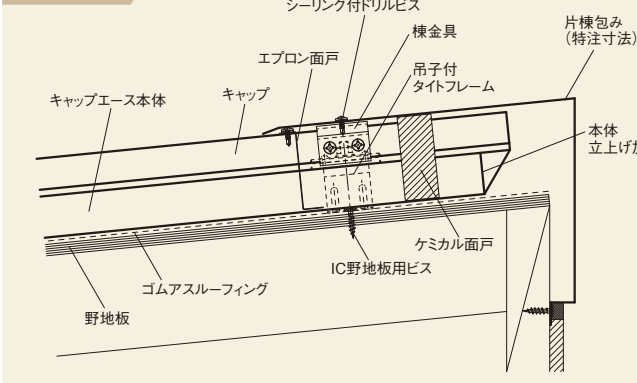 シーリング付ドリルビス
棟金具
片棟包み
（特注寸法）
エプロン面戸
吊子付
タイトフレーム
キャップエース本体
キャップ
本体
立上げ
ケミカル面戸
IC野地板用ビス
ゴムアスルーフィング
野地板